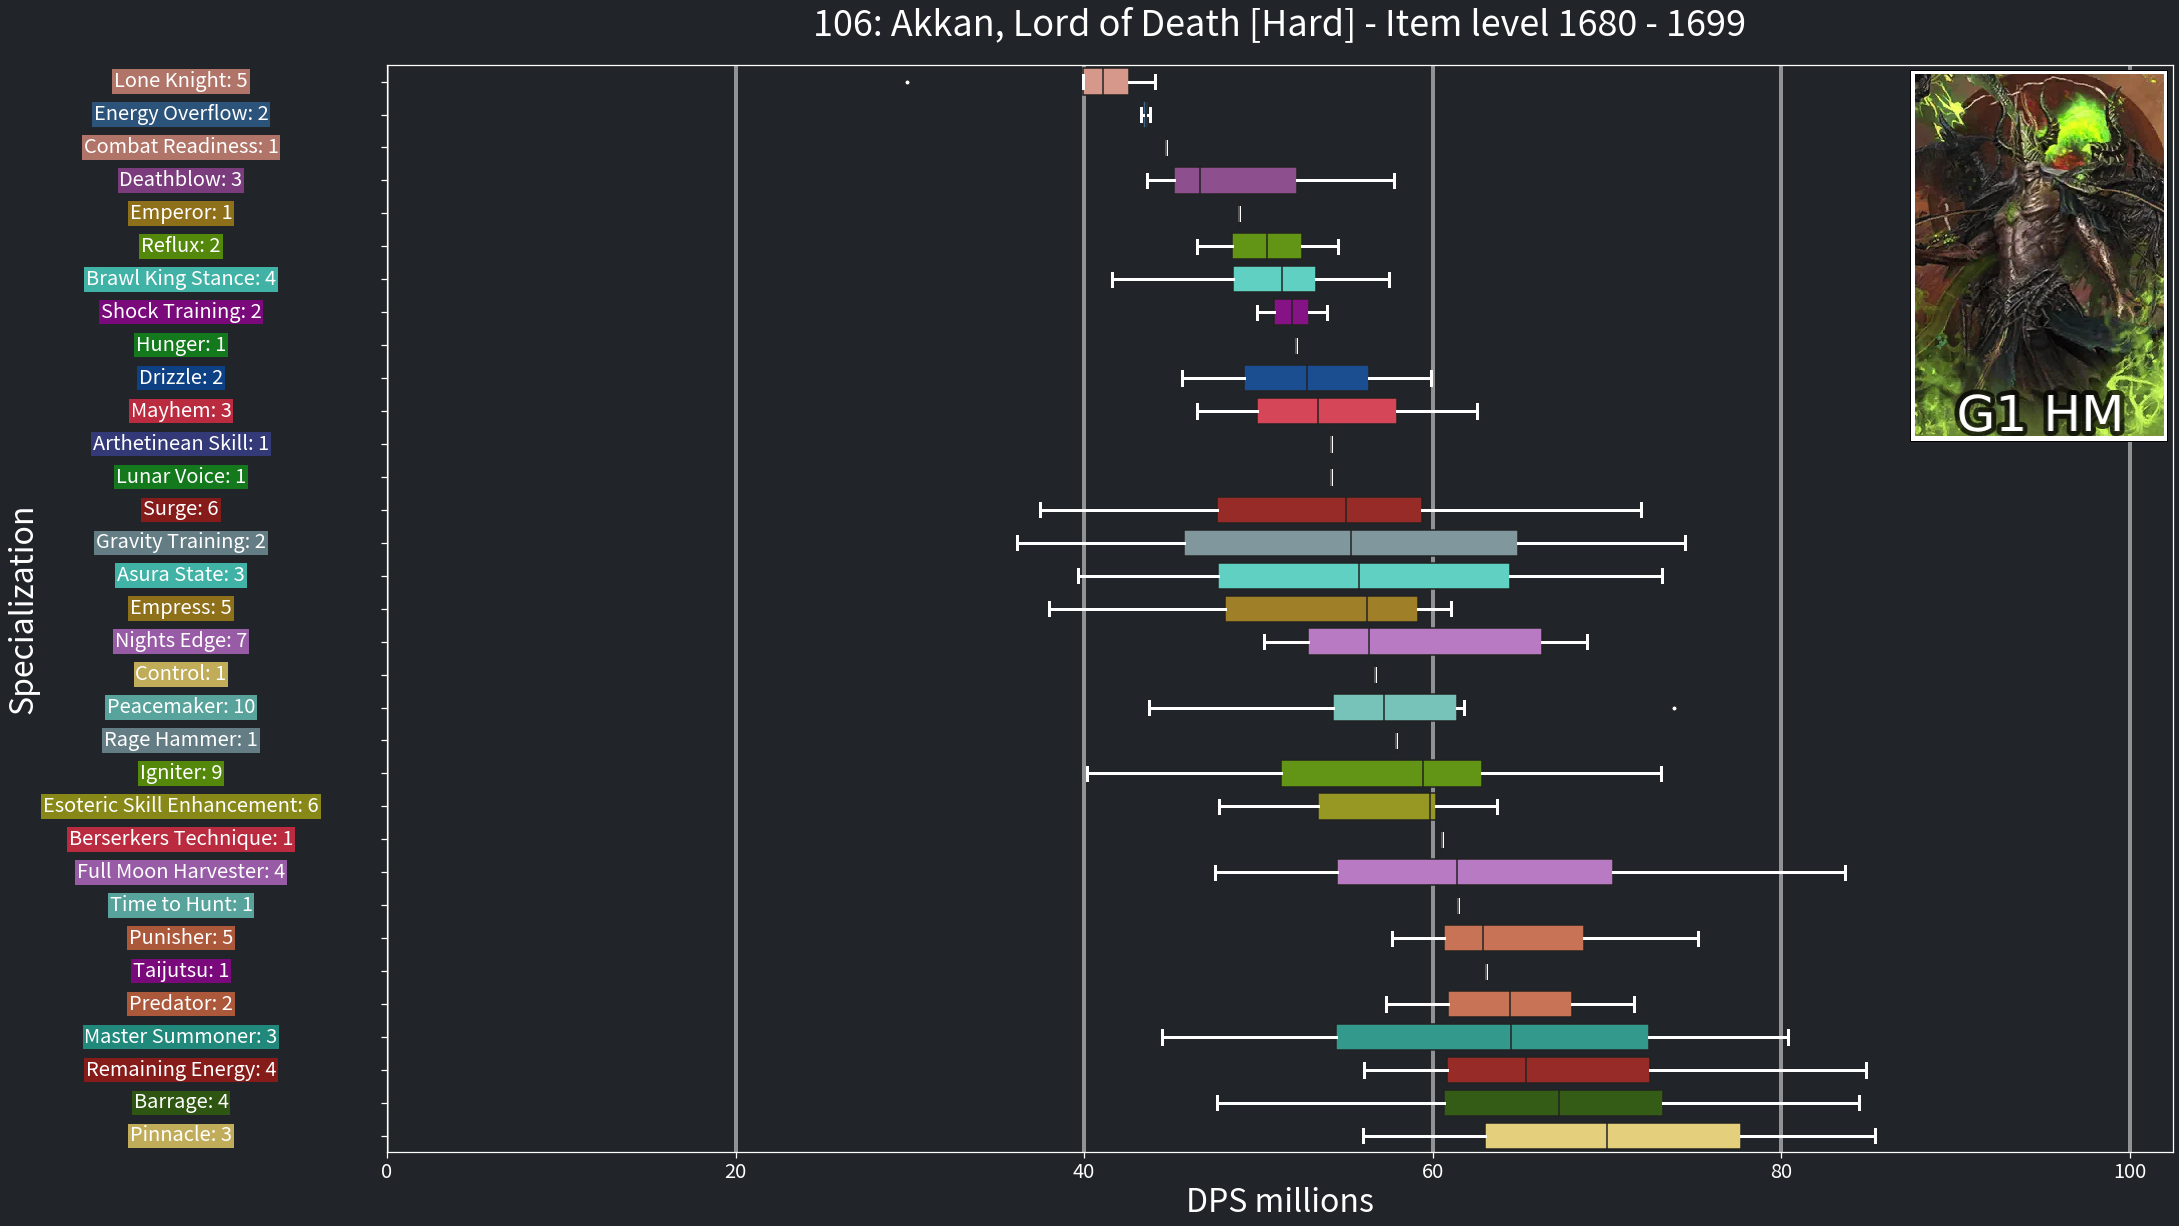 106: Akkan, Lord of Death [Hard] - Item level 1680 - 1699
Lone Knight: 5
Energy Overflow: 2
Combat Readiness: 1
Deathblow: 3
Emperor: 1
Reflux: 2
Brawl King Stance: 4
Shock Training: 2
Hunger: 1
Drizzle: 2
Mayhem: 3
Arthetinean Skill: 1
Lunar Voice: 1
Surge: 6
Gravity Training: 2
Asura State: 3
Empress: 5
Nights Edge: 7
Control: 1
Peacemaker: 10
Rage Hammer: 1
Igniter: 9
Esoteric Skill Enhancement: 6
Berserkers Technique: 1
Full Moon Harvester: 4
Time to Hunt: 1
Punisher: 5
Taijutsu: 1
Predator: 2
Master Summoner: 3
Remaining Energy: 4
Barrage: 4
Pinnacle: 3
Specialization
G1 HM
0 20 40 60 80 100
DPS millions